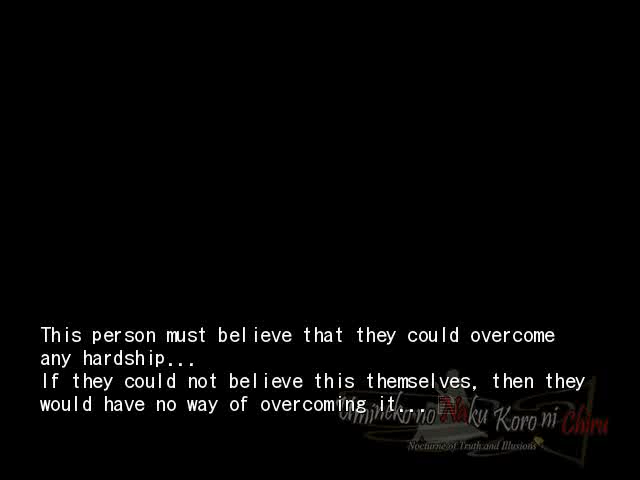 This person must believe that they could overcome
any hardship...
If they could not believe this themselves, then they
would have no way of overcoming it...
Umineko no Naku Koro ni Chiru
Nocturne of Truth and Illusions